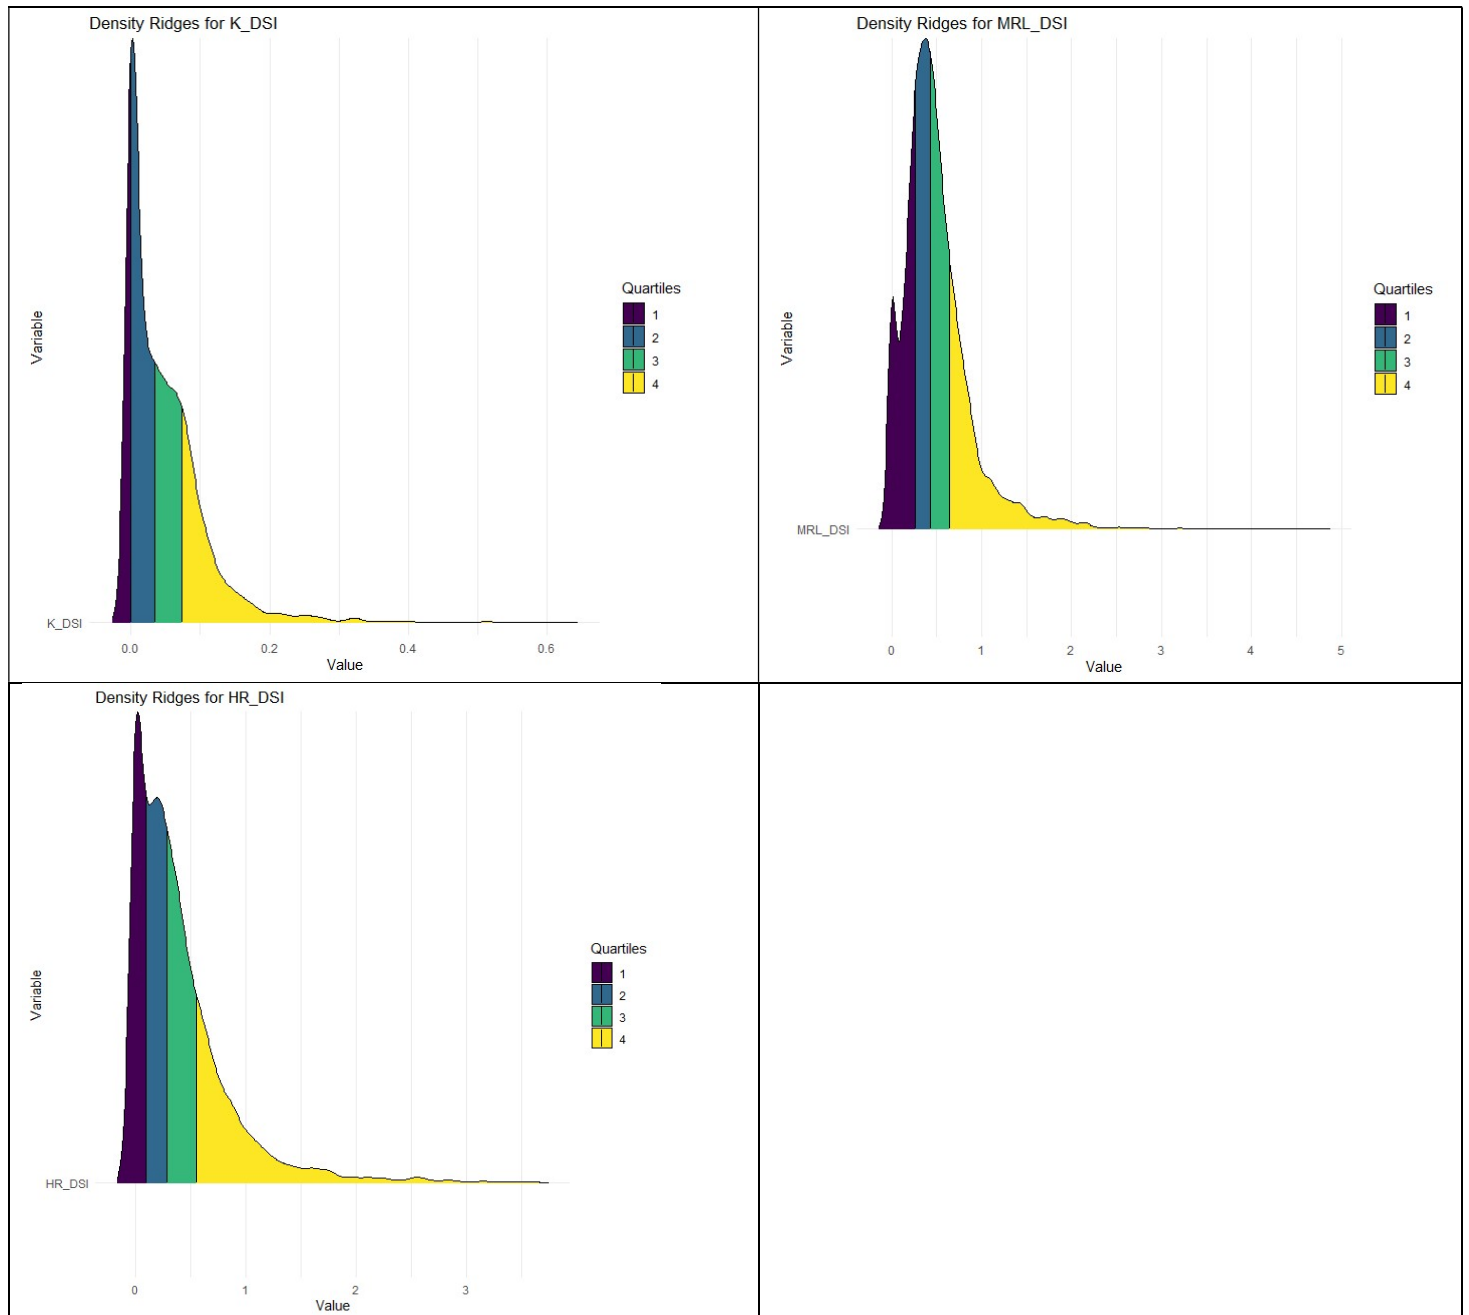 Density Ridges for K_DSI
Variable
Quartiles
1
2
3
4
K_DSI
0.0 0.2 0.4 0.6
Value
Density Ridges for MRL_DSI
Variable
Quartiles
1
2
3
4
MRL_DSI
0 1 2 3 4 5
Value
Density Ridges for HR_DSI
Variable
Quartiles
1
2
3
4
HR_DSI
0 1 2 3
Value